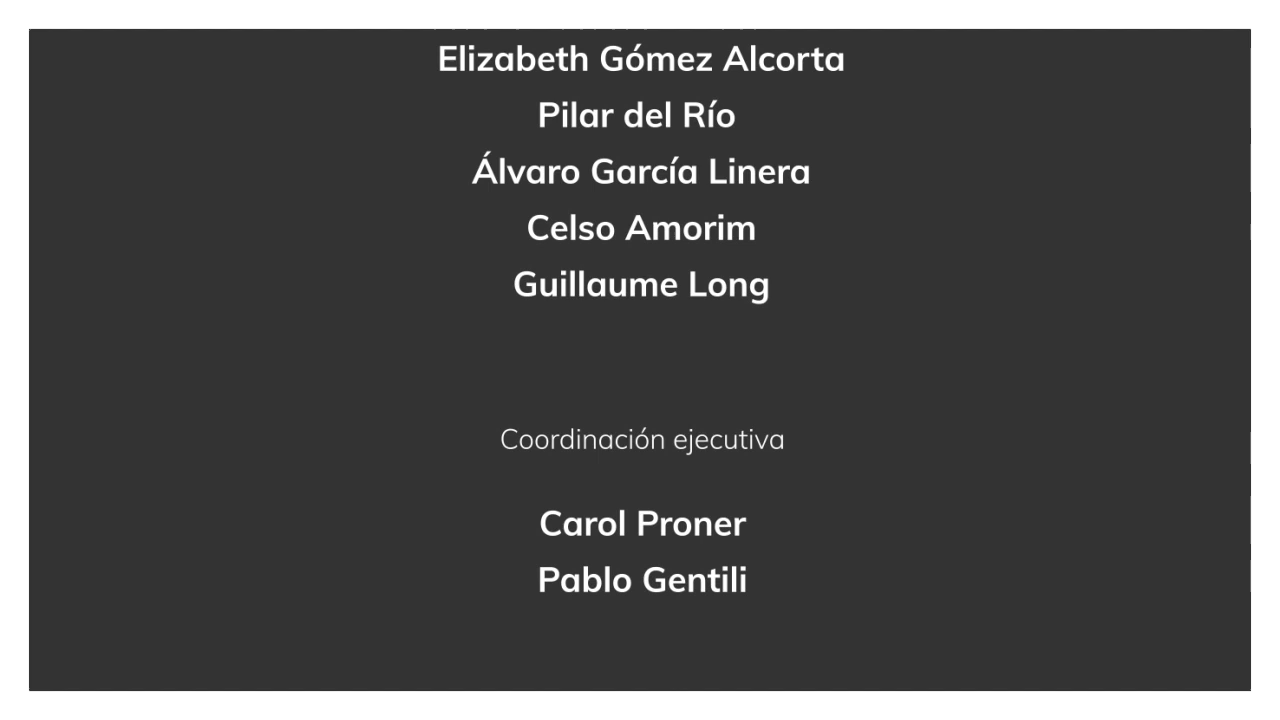 Elizabeth Gómez Alcorta
Pilar del Río
Álvaro García Linera
Celso Amorim
Guillaume Long
Coordinación ejecutiva
Carol Proner
Pablo Gentili